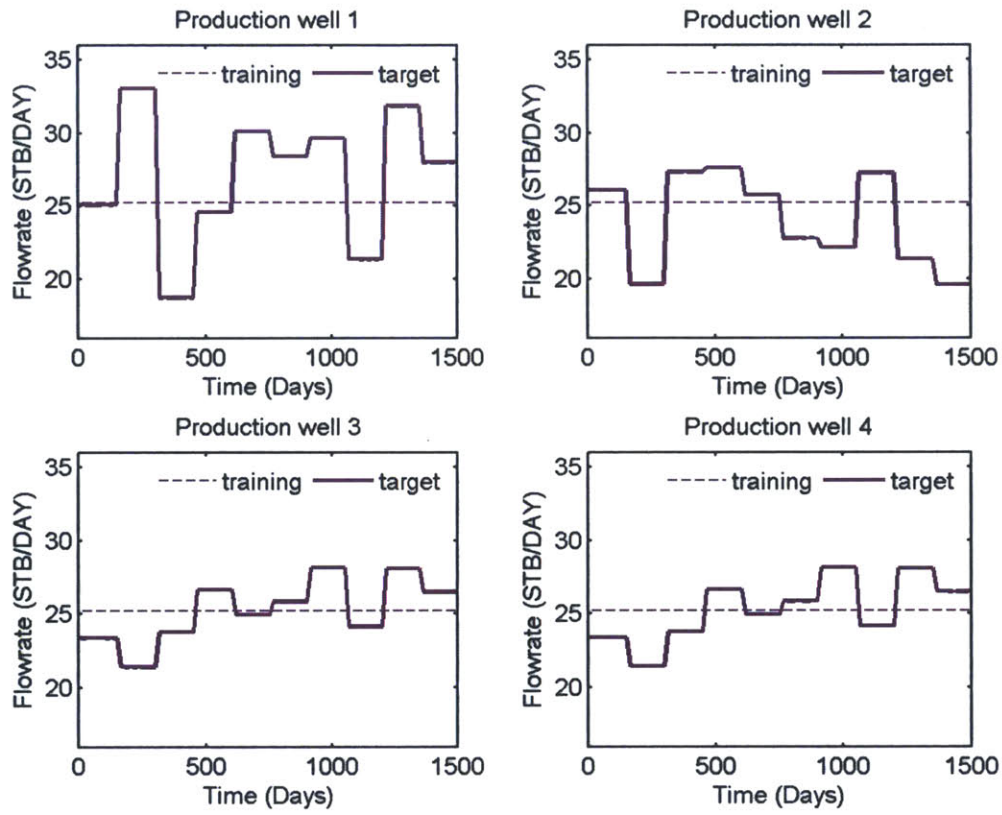 Production well 1
35
30
25
20
Flowrate (STB/DAY)
training target
0 500 1000 1500
Time (Days)
Production well 2
35
30
25
20
Flowrate (STB/DAY)
training target
0 500 1000 1500
Time (Days)
Production well 3
35
30
25
20
Flowrate (STB/DAY)
training target
0 500 1000 1500
Time (Days)
Production well 4
35
30
25
20
Flowrate (STB/DAY)
training target
0 500 1000 1500
Time (Days)